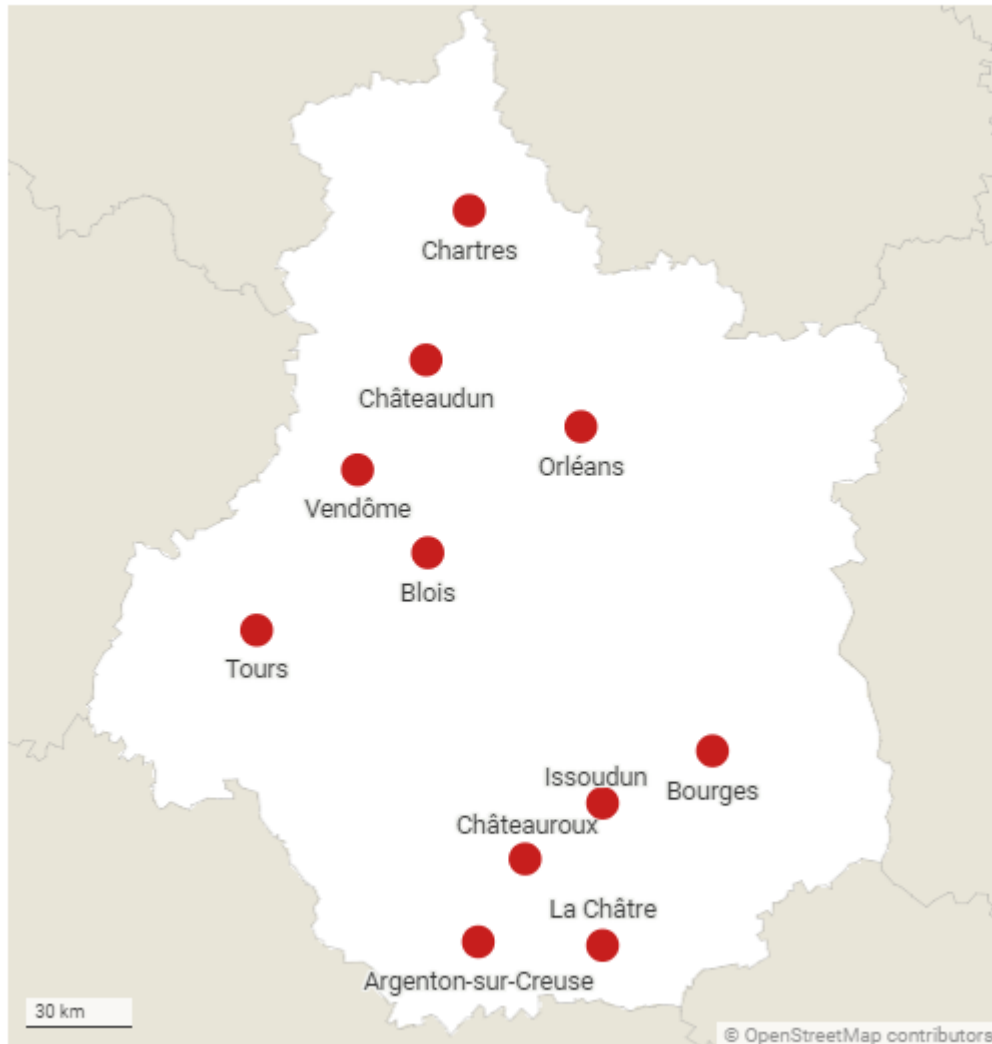 Chartres
Châteaudun
Orléans
Vendôme
Blois
Tours
Issoudun
Bourges
Châteauroux
La Châtre
Argenton-sur-Creuse
30 km
© OpenStreetMap contributors